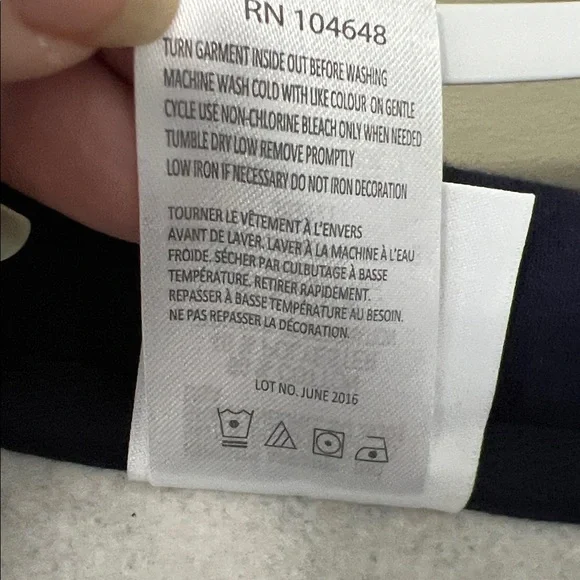 RN 104648
TURN GARMENT INSIDE OUT BEFORE WASHING
MACHINE WASH COLD WITH LIKE COLOUR ON GENTLE
CYCLE USE NON-CHLORINE BLEACH ONLY WHEN NEEDED
TUMBLE DRY LOW REMOVE PROMPTLY
LOW IRON IF NECESSARY DO NOT IRON DECORATION
TOURNER LE VÊTEMENT À L'ENVERS
AVANT DE LAVER, LAVER À LA MACHINE À L'EAU
FROIDE. SÉCHER PAR CULBUTAGE À BASSE
TEMPÉRATURE. RETIRER RAPIDEMENT.
REPASSER À BASSE TEMPÉRATURE AU BESOIN.
NE PAS REPASSER LA DÉCORATION.
LOT NO. JUNE 2016